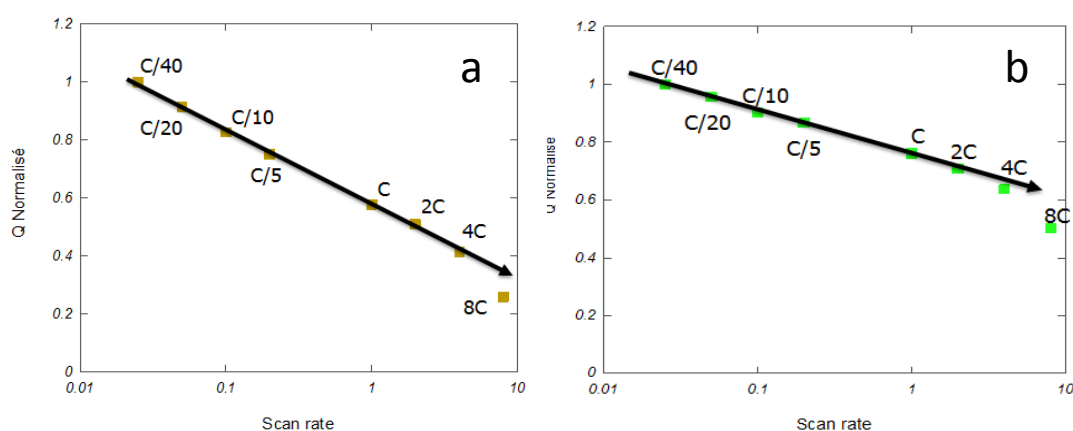 1.2
1
0.8
0.6
0.4
0.2
0
0.01
0.1
1
10
Q Normalisé
Scan rate
a
C/40
C/20
C/10
C/5
C
2C
4C
8C
1.2
1
0.8
0.6
0.4
0.2
0
0.01
0.1
1
10
Normalisé
Scan rate
b
C/40
C/20
C/10
C/5
C
2C
4C
8C